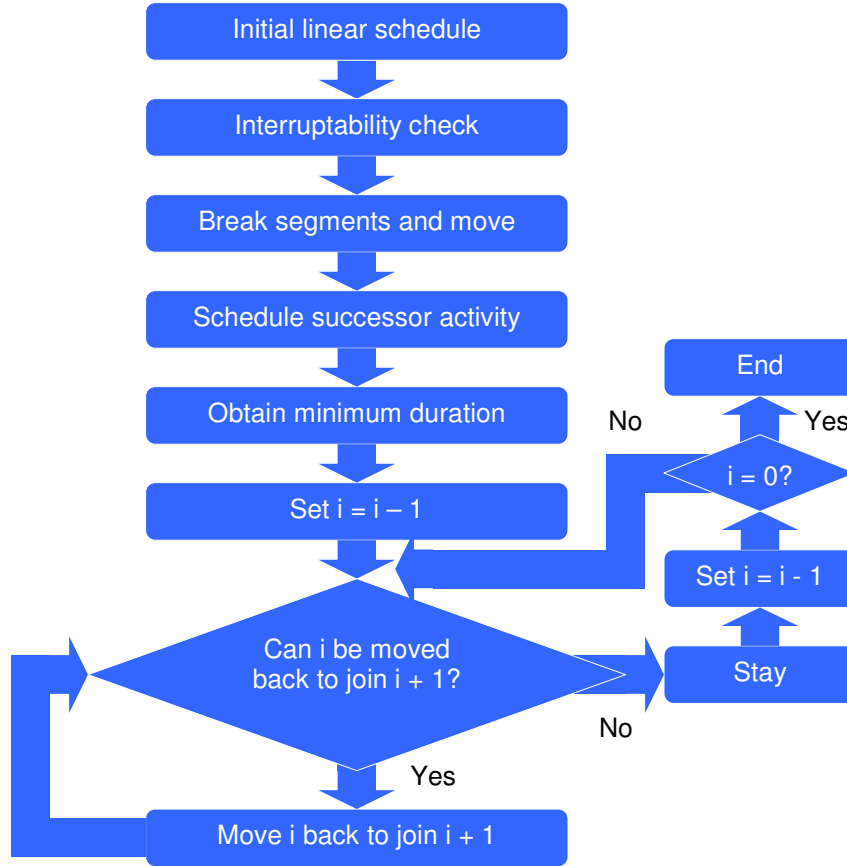 Initial linear schedule
Interruptability check
Break segments and move
Schedule successor activity
End
Obtain minimum duration
No
Yes
i = 0?
Set i = i – 1
Set i = i - 1
Can i be moved
back to join i + 1?
Stay
No
Yes
Move i back to join i + 1